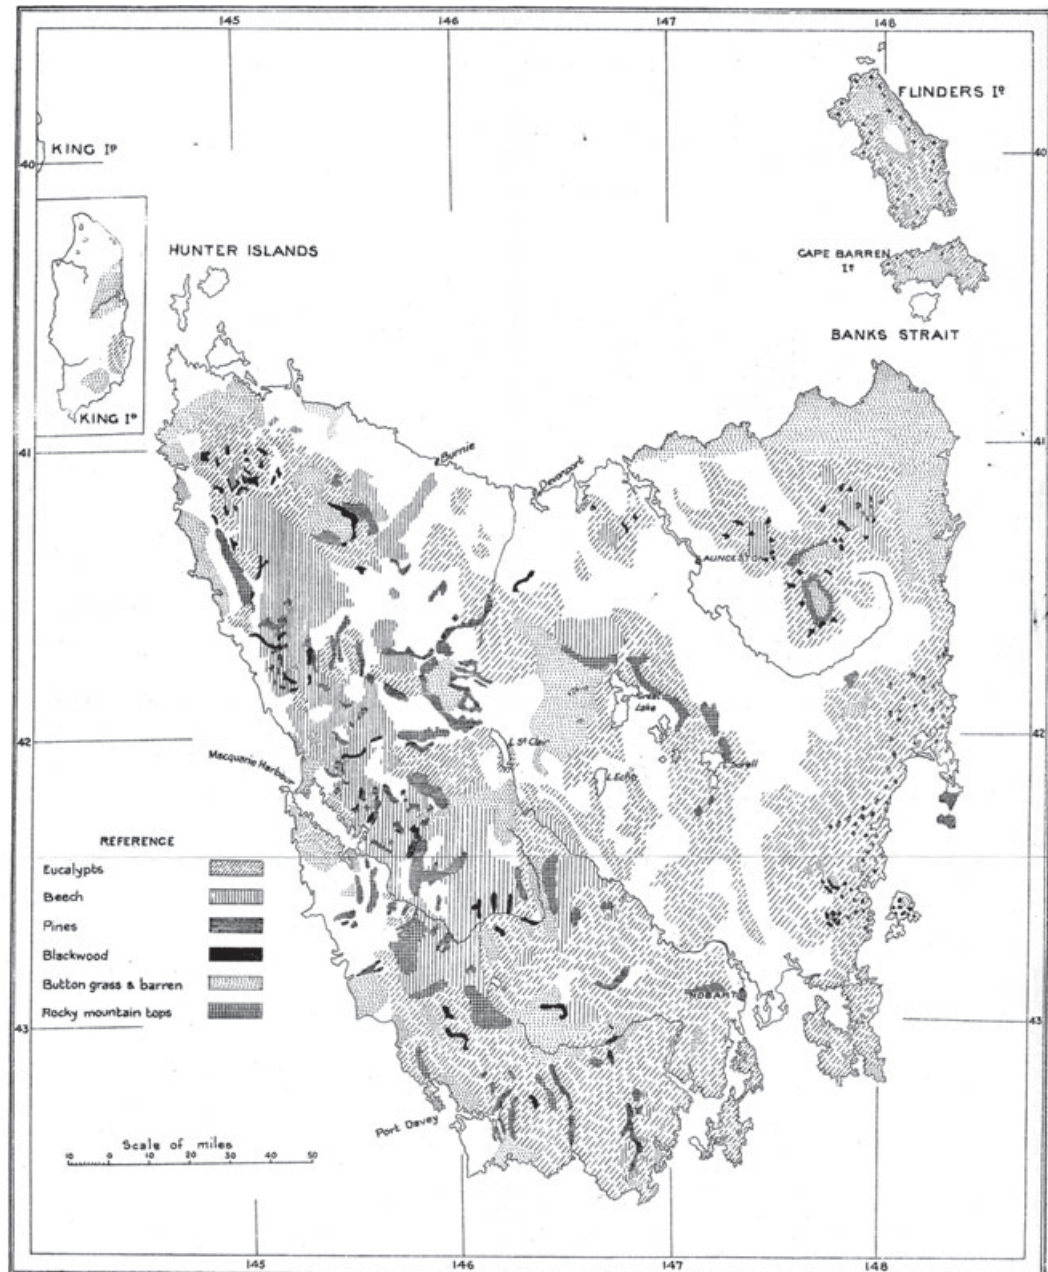 145 146 147 148
FLINDERS Iᴰ
KING Iᴰ
40 40
HUNTER ISLANDS
CAPE BARREN
Iᴰ
BANKS STRAIT
KING Iᴰ
41 41
Burnie
Devonport
LAUNCESTON
Lake
42 42
L. St Clair
Macquarie Harbour
L. Echo
REFERENCE
Eucalypts
Beech
Pines
Blackwood
Button grass & barren
Rocky mountain tops
HOBART
43 43
Port Davey
Scale of miles
10 0 10 20 30 40 50
145 146 147 148